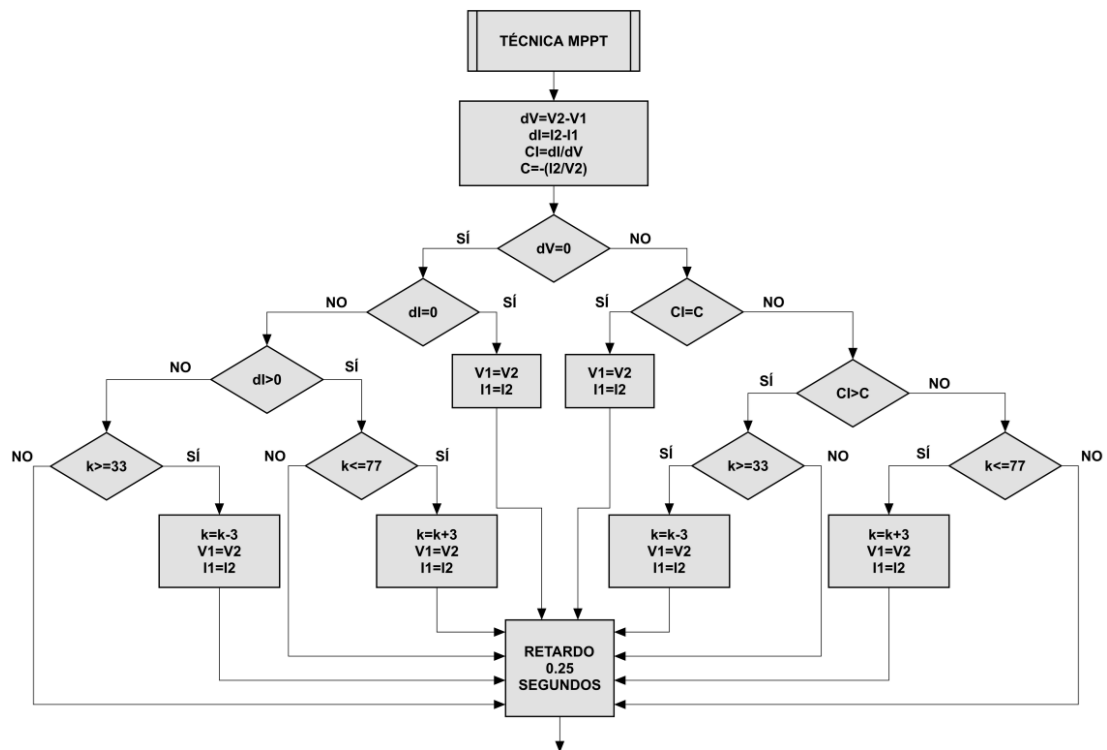 TÉCNICA MPPT
dV=V2-V1
dI=I2-I1
CI=dI/dV
C=-(I2/V2)
SÍ
dV=0
NO
NO
dI=0
SÍ
SÍ
CI=C
NO
NO
dI>0
SÍ
V1=V2
I1=I2
V1=V2
I1=I2
SÍ
CI>C
NO
NO
k>=33
SÍ
NO
k<=77
SÍ
SÍ
k>=33
NO
SÍ
k<=77
NO
k=k-3
V1=V2
I1=I2
k=k+3
V1=V2
I1=I2
k=k-3
V1=V2
I1=I2
k=k+3
V1=V2
I1=I2
RETARDO
0.25
SEGUNDOS